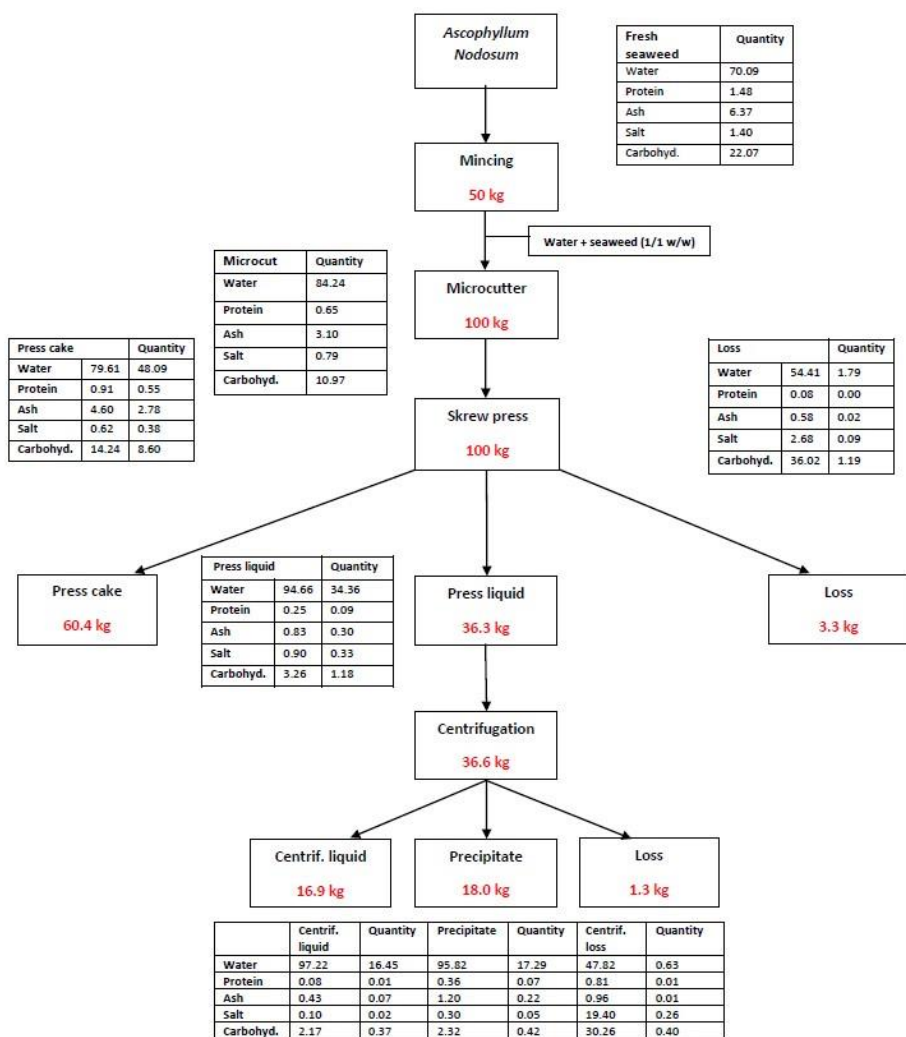 Ascophyllum
Nodosum
Fresh seaweed Quantity
Water 70.09
Protein 1.48
Ash 6.37
Salt 1.40
Carbohyd. 22.07
Mincing
50 kg
Water + seaweed (1/1 w/w)
Microcut Quantity
Water 84.24
Protein 0.65
Ash 3.10
Salt 0.79
Carbohyd. 10.97
Microcutter
100 kg
Press cake Quantity
Water 79.61 48.09
Protein 0.91 0.55
Ash 4.60 2.78
Salt 0.62 0.38
Carbohyd. 14.24 8.60
Skrew press
100 kg
Loss Quantity
Water 54.41 1.79
Protein 0.08 0.00
Ash 0.58 0.02
Salt 2.68 0.09
Carbohyd. 36.02 1.19
Press cake
60.4 kg
Press liquid Quantity
Water 94.66 34.36
Protein 0.25 0.09
Ash 0.83 0.30
Salt 0.90 0.33
Carbohyd. 3.26 1.18
Press liquid
36.3 kg
Loss
3.3 kg
Centrifugation
36.6 kg
Centrif. liquid
16.9 kg
Precipitate
18.0 kg
Loss
1.3 kg
Centrif. liquid Quantity Precipitate Quantity Centrif. loss Quantity
Water 97.22 16.45 95.82 17.29 47.82 0.63
Protein 0.08 0.01 0.36 0.07 0.81 0.01
Ash 0.43 0.07 1.20 0.22 0.96 0.01
Salt 0.10 0.02 0.30 0.05 19.40 0.26
Carbohyd. 2.17 0.37 2.32 0.42 30.26 0.40